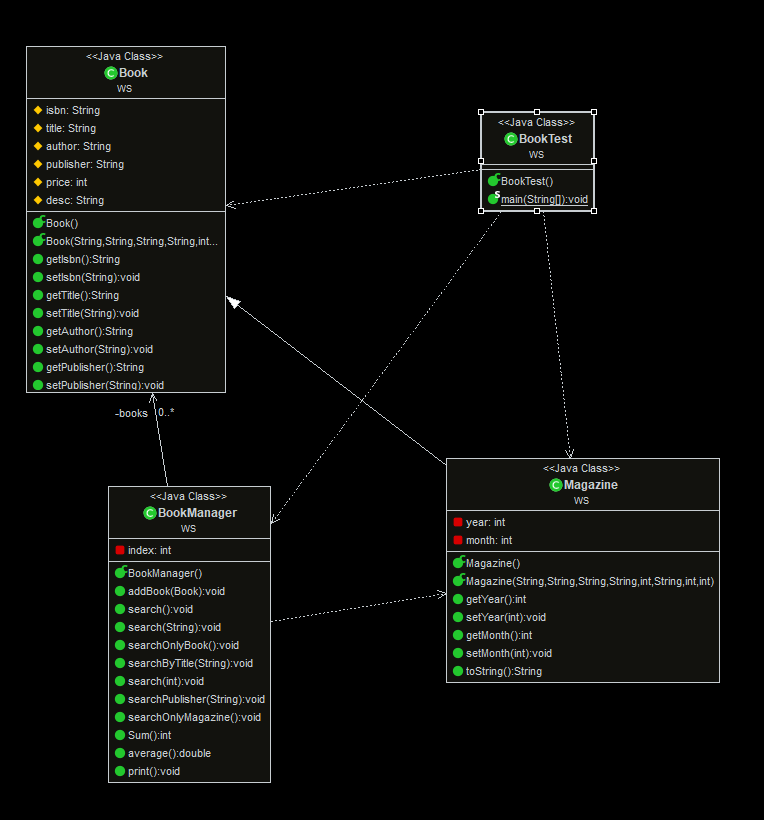 <<Java Class>>
Book
WS
isbn: String
title: String
author: String
publisher: String
price: int
desc: String
Book()
Book(String,String,String,String,int...
getIsbn():String
setIsbn(String):void
getTitle():String
setTitle(String):void
getAuthor():String
setAuthor(String):void
getPublisher():String
setPublisher(String):void
<<Java Class>>
BookTest
WS
BookTest()
main(String[]):void
-books 0..*
<<Java Class>>
BookManager
WS
index: int
BookManager()
addBook(Book):void
search():void
search(String):void
searchOnlyBook():void
searchByTitle(String):void
search(int):void
searchPublisher(String):void
searchOnlyMagazine():void
Sum():int
average():double
print():void
<<Java Class>>
Magazine
WS
year: int
month: int
Magazine()
Magazine(String,String,String,String,int,String,int,int)
getYear():int
setYear(int):void
getMonth():int
setMonth(int):void
toString():String